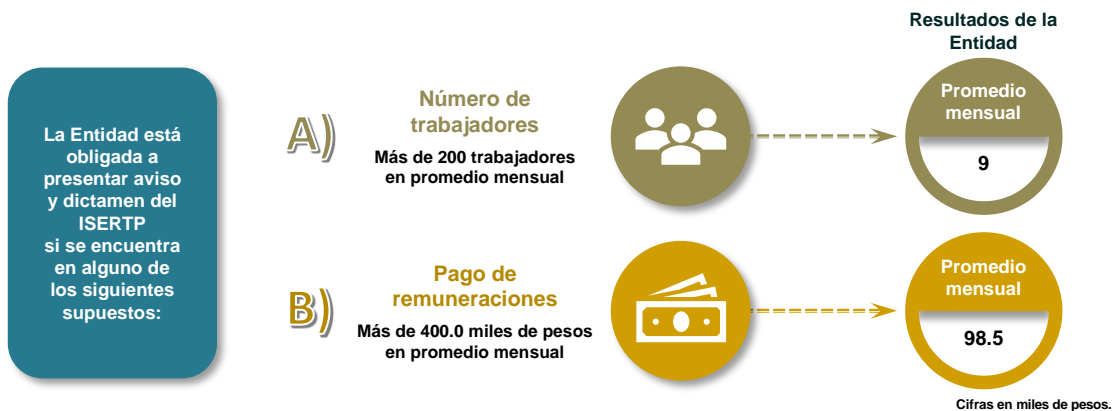 La Entidad está
obligada a
presentar aviso
y dictamen del
ISERTP
si se encuentra
en alguno de
los siguientes
supuestos:
A)
Número de
trabajadores
Más de 200 trabajadores
en promedio mensual
Resultados de la
Entidad
Promedio
mensual
9
B)
Pago de
remuneraciones
Más de 400.0 miles de pesos
en promedio mensual
Promedio
mensual
98.5
Cifras en miles de pesos.